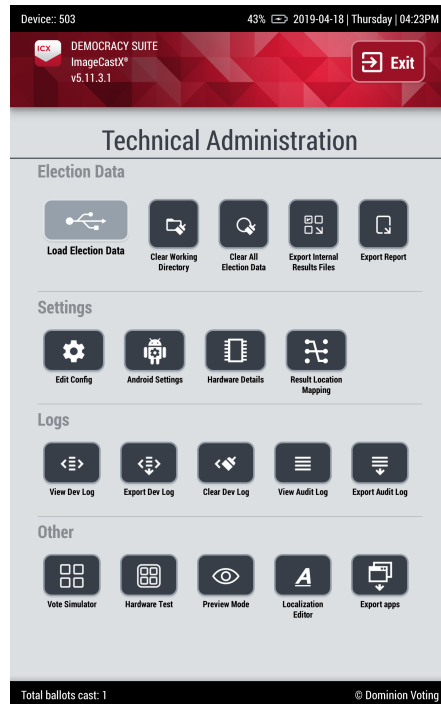 Device:: 503 43% 2019-04-18 | Thursday | 04:23PM
ICX
DEMOCRACY SUITE
ImageCastX®
v5.11.3.1
Exit
Technical Administration
Election Data
Load Election Data
Clear Working
Directory
Clear All
Election Data
Export Internal
Results Files
Export Report
Settings
Edit Config
Android Settings
Hardware Details
Result Location
Mapping
Logs
View Dev Log
Export Dev Log
Clear Dev Log
View Audit Log
Export Audit Log
Other
Vote Simulator
Hardware Test
Preview Mode
Localization
Editor
Export apps
Total ballots cast: 1 © Dominion Voting